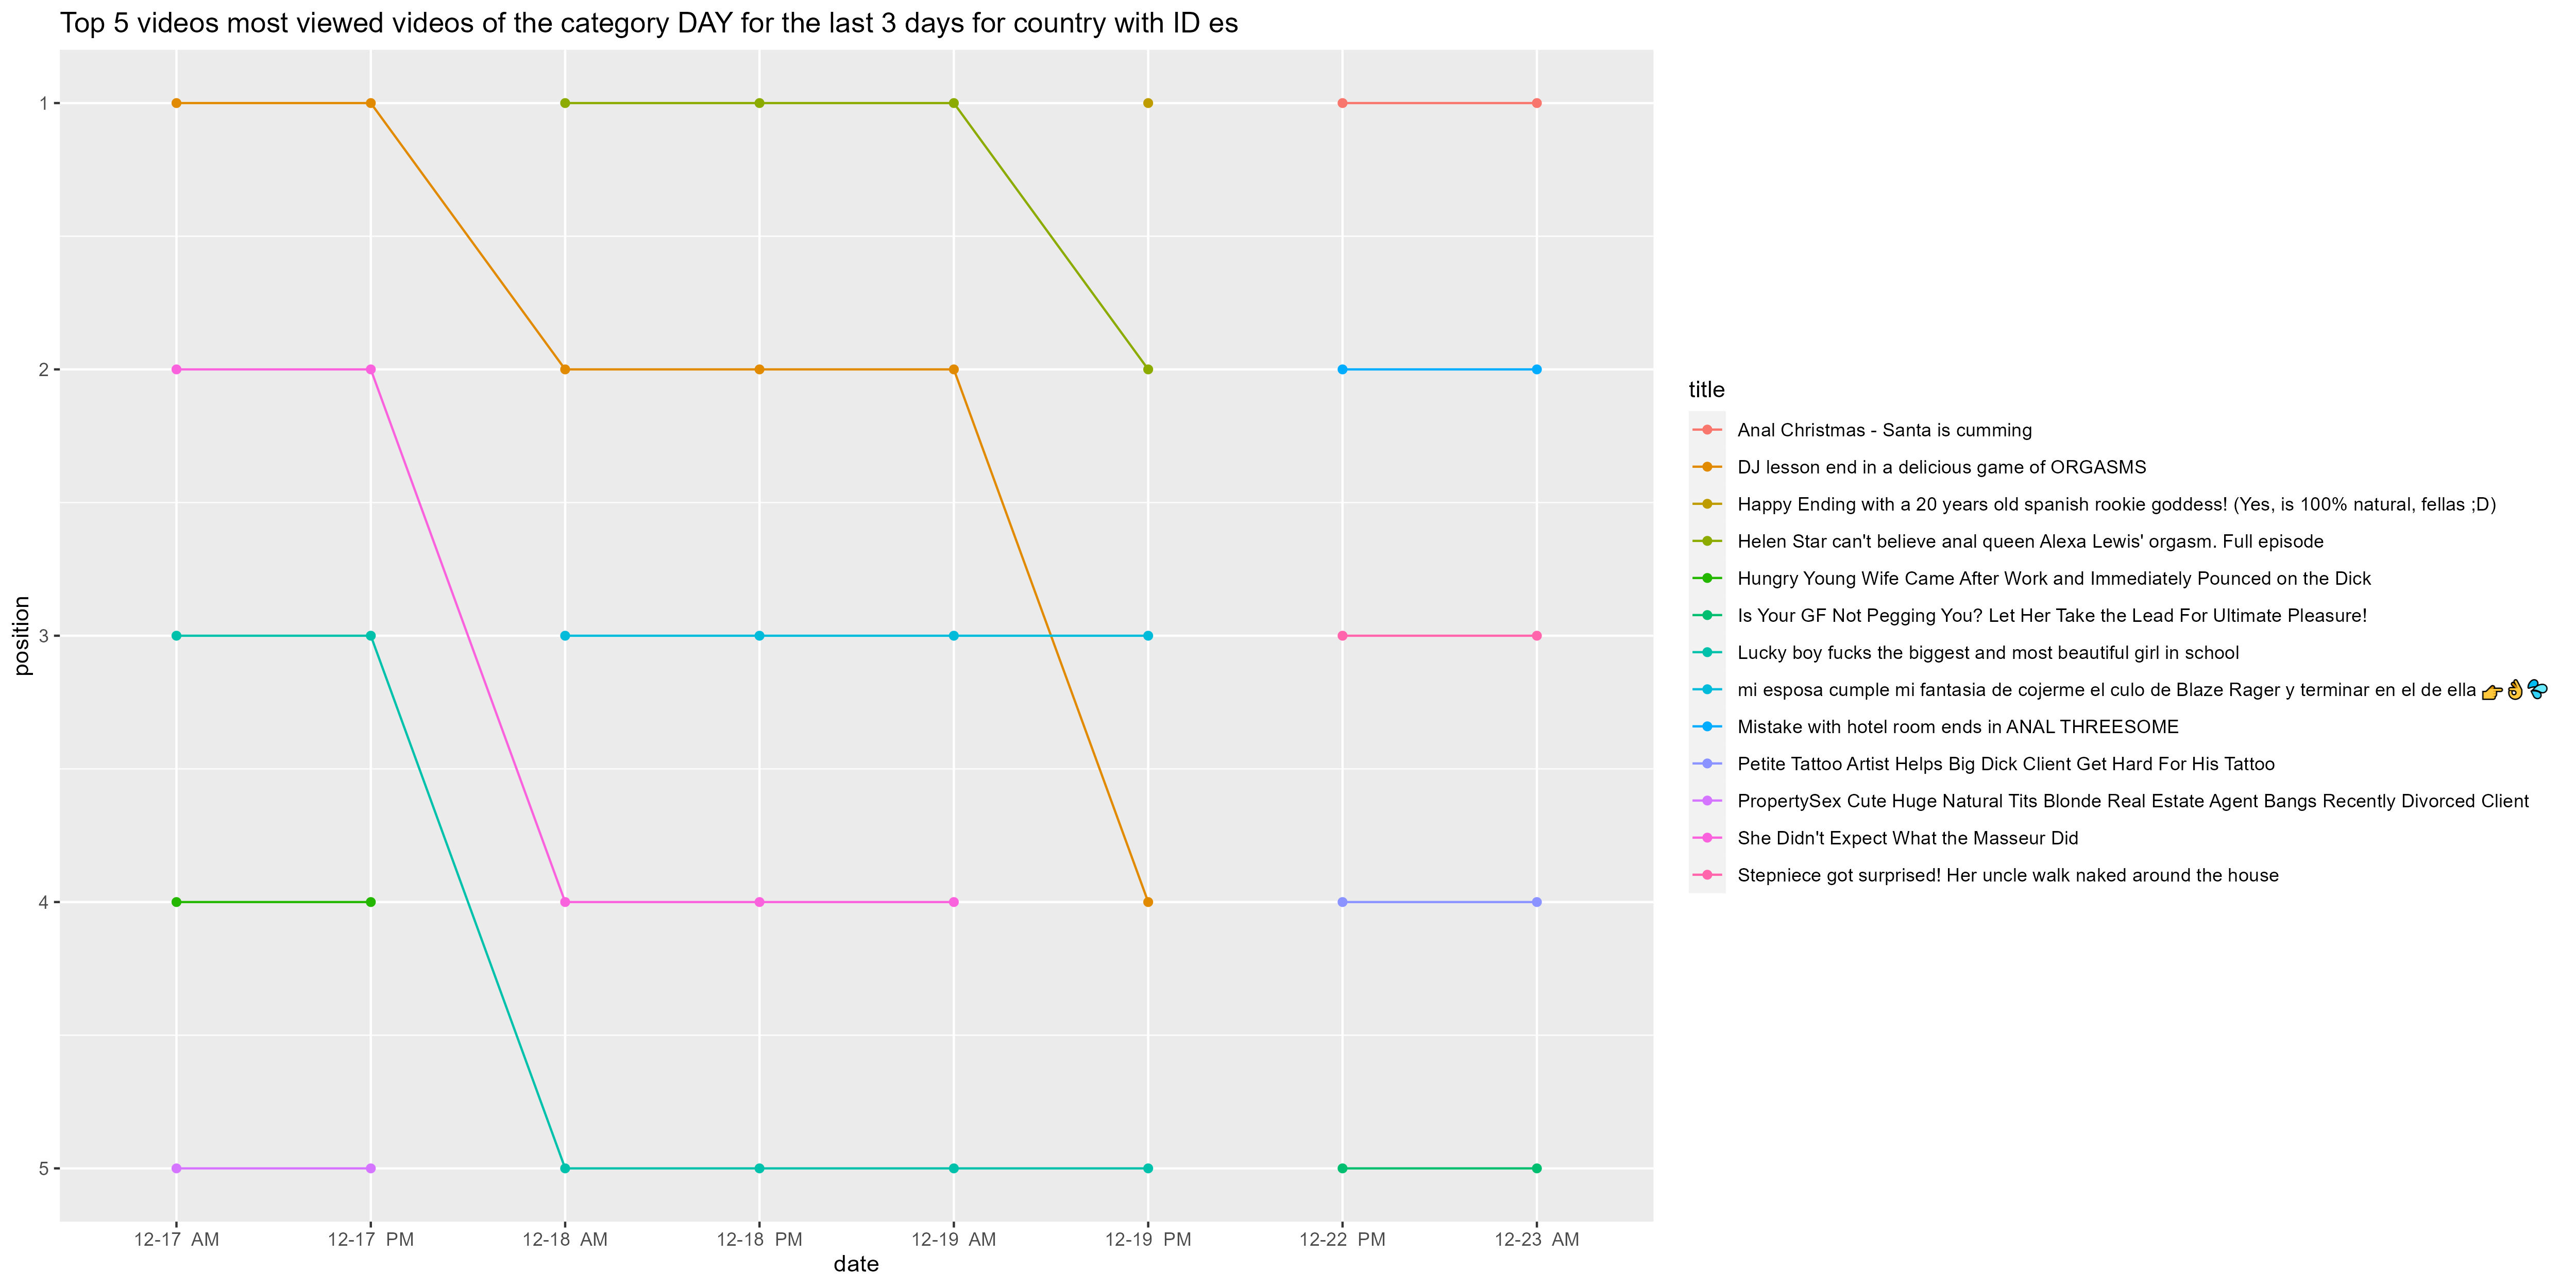 Top 5 videos most viewed videos of the category DAY for the last 3 days for country with ID es
1
2
3
4
5
position
12-17 AM
12-17 PM
12-18 AM
12-18 PM
12-19 AM
12-19 PM
12-22 PM
12-23 AM
date
title
Anal Christmas - Santa is cumming
DJ lesson end in a delicious game of ORGASMS
Happy Ending with a 20 years old spanish rookie goddess! (Yes, is 100% natural, fellas ;D)
Helen Star can't believe anal queen Alexa Lewis' orgasm. Full episode
Hungry Young Wife Came After Work and Immediately Pounced on the Dick
Is Your GF Not Pegging You? Let Her Take the Lead For Ultimate Pleasure!
Lucky boy fucks the biggest and most beautiful girl in school
mi esposa cumple mi fantasia de cojerme el culo de Blaze Rager y terminar en el de ella 👉👌💦
Mistake with hotel room ends in ANAL THREESOME
Petite Tattoo Artist Helps Big Dick Client Get Hard For His Tattoo
PropertySex Cute Huge Natural Tits Blonde Real Estate Agent Bangs Recently Divorced Client
She Didn't Expect What the Masseur Did
Stepniece got surprised! Her uncle walk naked around the house